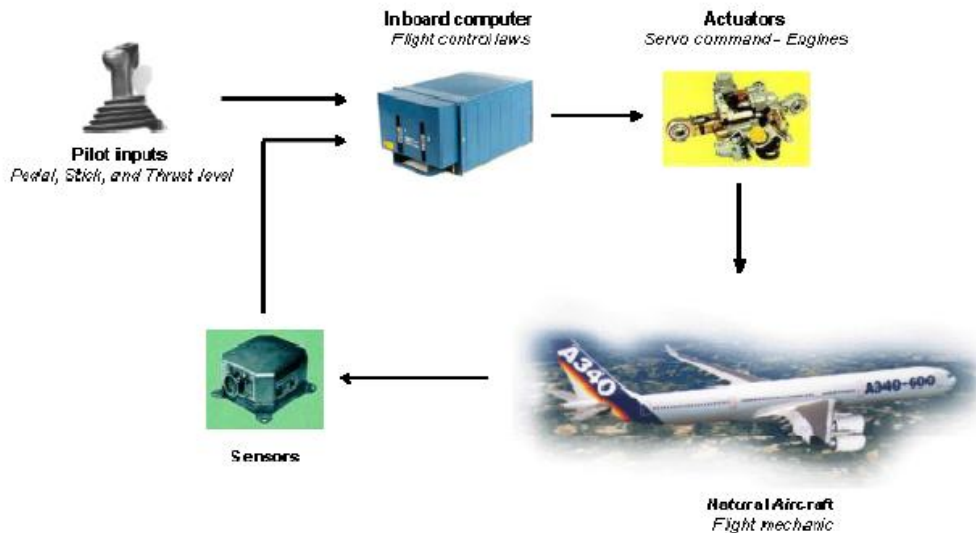 Inboard computer
Flight control laws
Actuators
Servo command - Engines
Pilot inputs
Pedal, Stick, and Thrust level
Sensors
A340
A340-600
Natural Aircraft
Flight mechanic